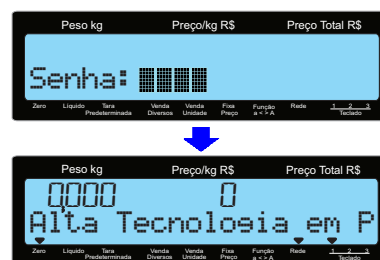 Peso kg Preço/kg R$ Preço Total R$
Senha:
Zero Líquido Tara Predeterminada Venda Diversos Venda Unidade Fixa Preço Função a < > A Rede 1 2 3 Teclado
Peso kg Preço/kg R$ Preço Total R$
0,000 0
Alta Tecnologia em P
Zero Líquido Tara Predeterminada Venda Diversos Venda Unidade Fixa Preço Função a < > A Rede 1 2 3 Teclado